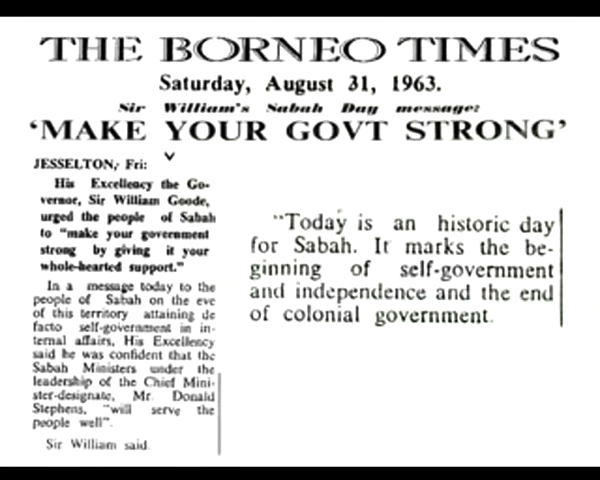 THE BORNEO TIMES
Saturday, August 31, 1963.
Sir William's Sabah Day message:
‘MAKE YOUR GOVT STRONG’
JESSELTON, Fri:
His Excellency the Go-
vernor, Sir William Goode,
urged the people of Sabah
to "make your government
strong by giving it your
whole-hearted support."
In a message today to the
people of Sabah on the eve
of this territory attaining de
facto self-government in in-
ternal affairs, His Excellency
said he was confident that the
Sabah Ministers under the
leadership of the Chief Mini-
ster-designate, Mr. Donald
Stephens, "will serve the
people well".
Sir William said.
"Today is an historic day
for Sabah. It marks the be-
ginning of self-government
and independence and the end
of colonial government.